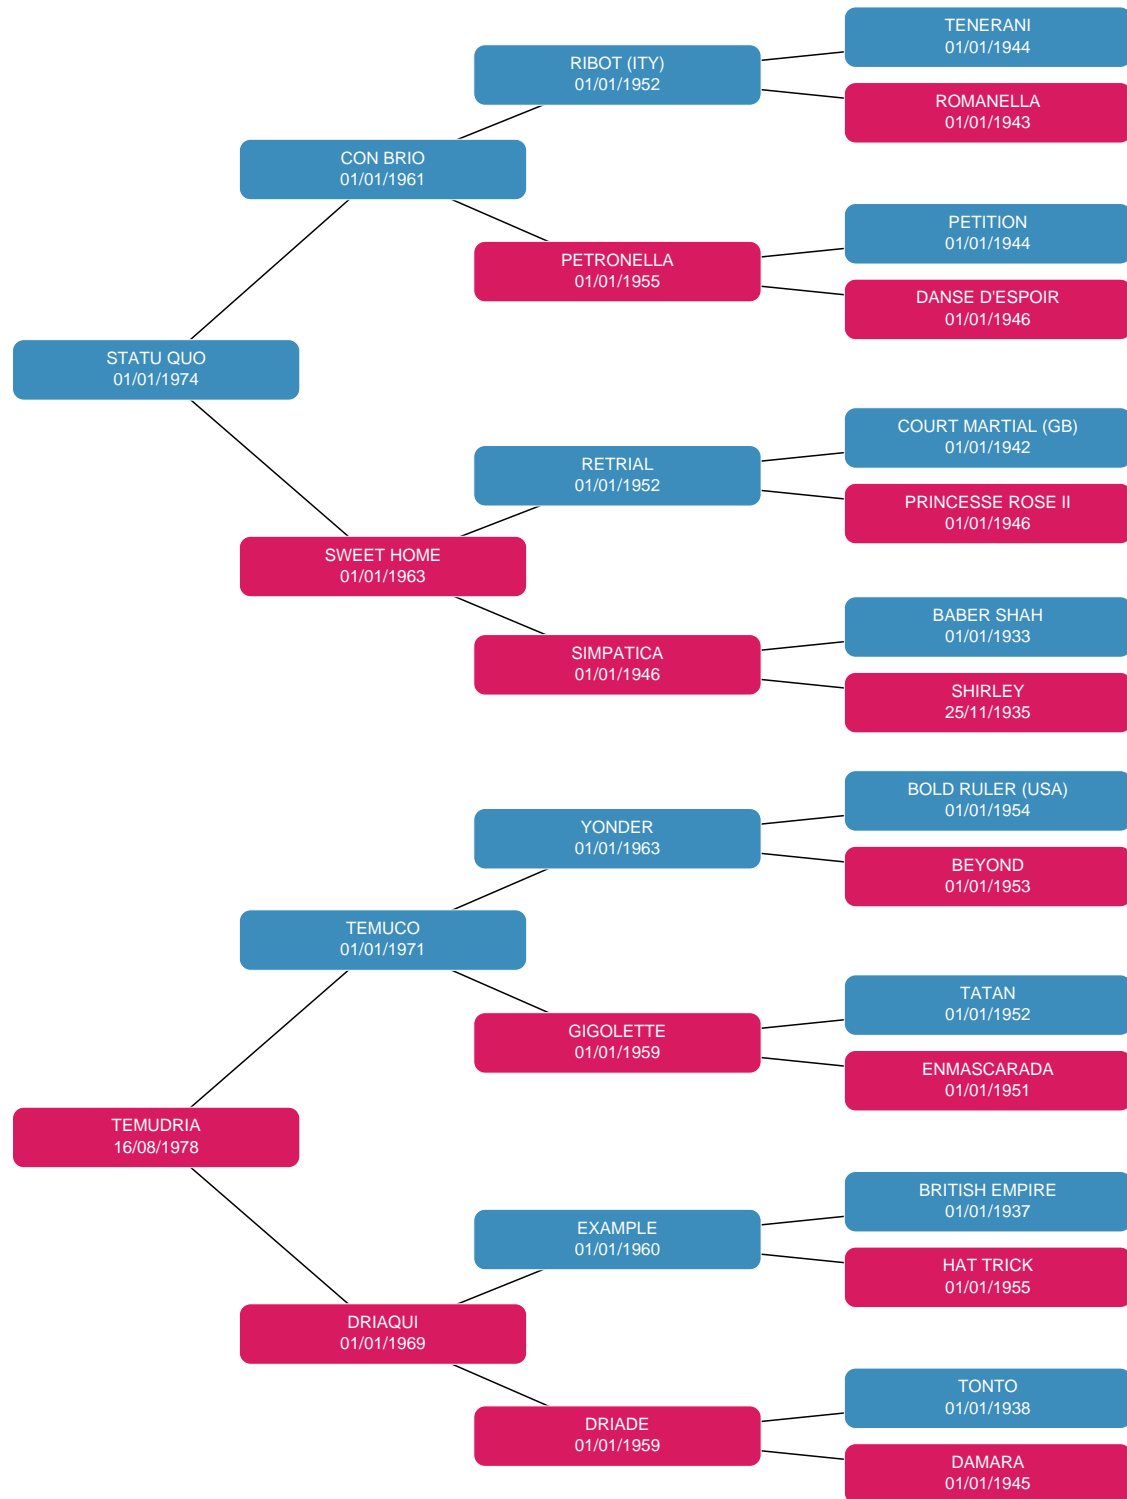 TENERANI
01/01/1944
RIBOT (ITY)
01/01/1952
ROMANELLA
01/01/1943
CON BRIO
01/01/1961
PETITION
01/01/1944
PETRONELLA
01/01/1955
DANSE D'ESPOIR
01/01/1946
STATU QUO
01/01/1974
COURT MARTIAL (GB)
01/01/1942
RETRIAL
01/01/1952
PRINCESSE ROSE II
01/01/1946
SWEET HOME
01/01/1963
BABER SHAH
01/01/1933
SIMPATICA
01/01/1946
SHIRLEY
25/11/1935
BOLD RULER (USA)
01/01/1954
YONDER
01/01/1963
BEYOND
01/01/1953
TEMUCO
01/01/1971
TATAN
01/01/1952
GIGOLETTE
01/01/1959
ENMASCARADA
01/01/1951
TEMUDRIA
16/08/1978
BRITISH EMPIRE
01/01/1937
EXAMPLE
01/01/1960
HAT TRICK
01/01/1955
DRIAQUI
01/01/1969
TONTO
01/01/1938
DRIADE
01/01/1959
DAMARA
01/01/1945